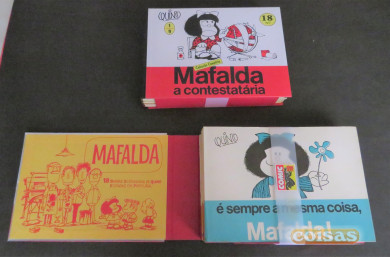 QUINO
18
Mafalda
a contestatária
MAFALDA
QUINO
é sempre a mesma coisa,
Mafalda!
coisas